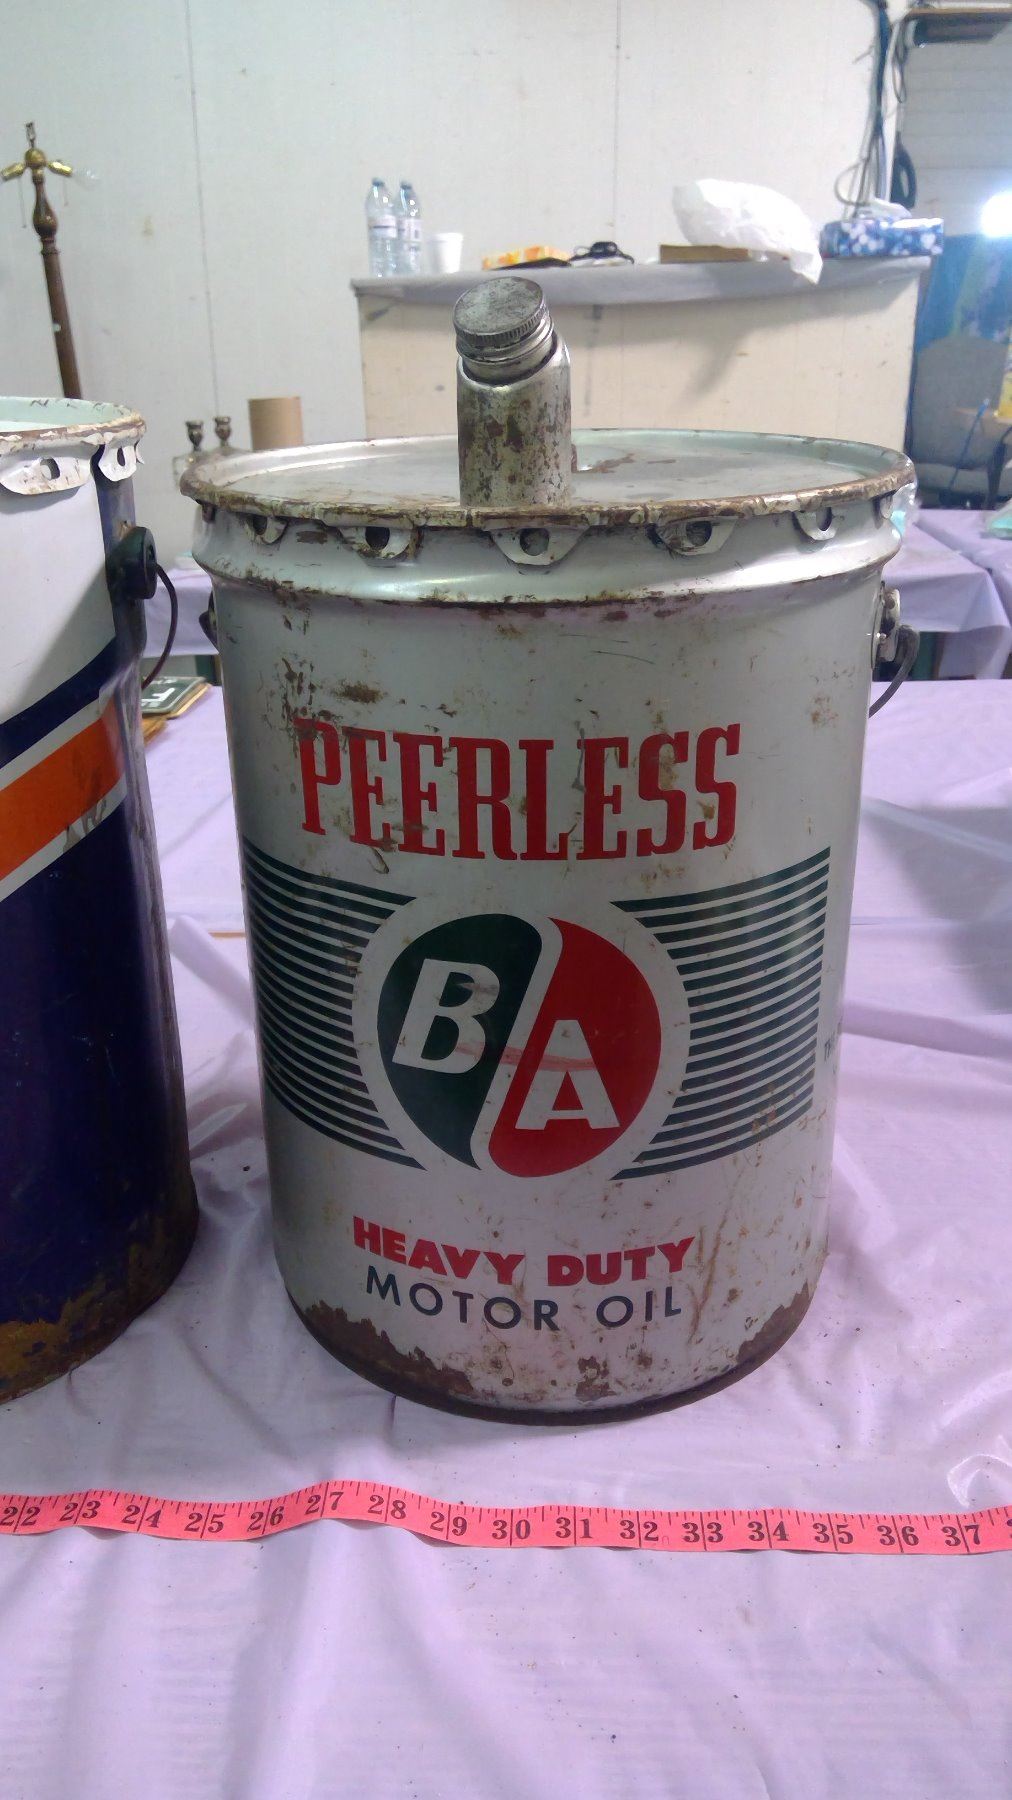 PEERLESS
B A
HEAVY DUTY
MOTOR OIL
22 23 24 25 26 27 28 29 30 31 32 33 34 35 36 37